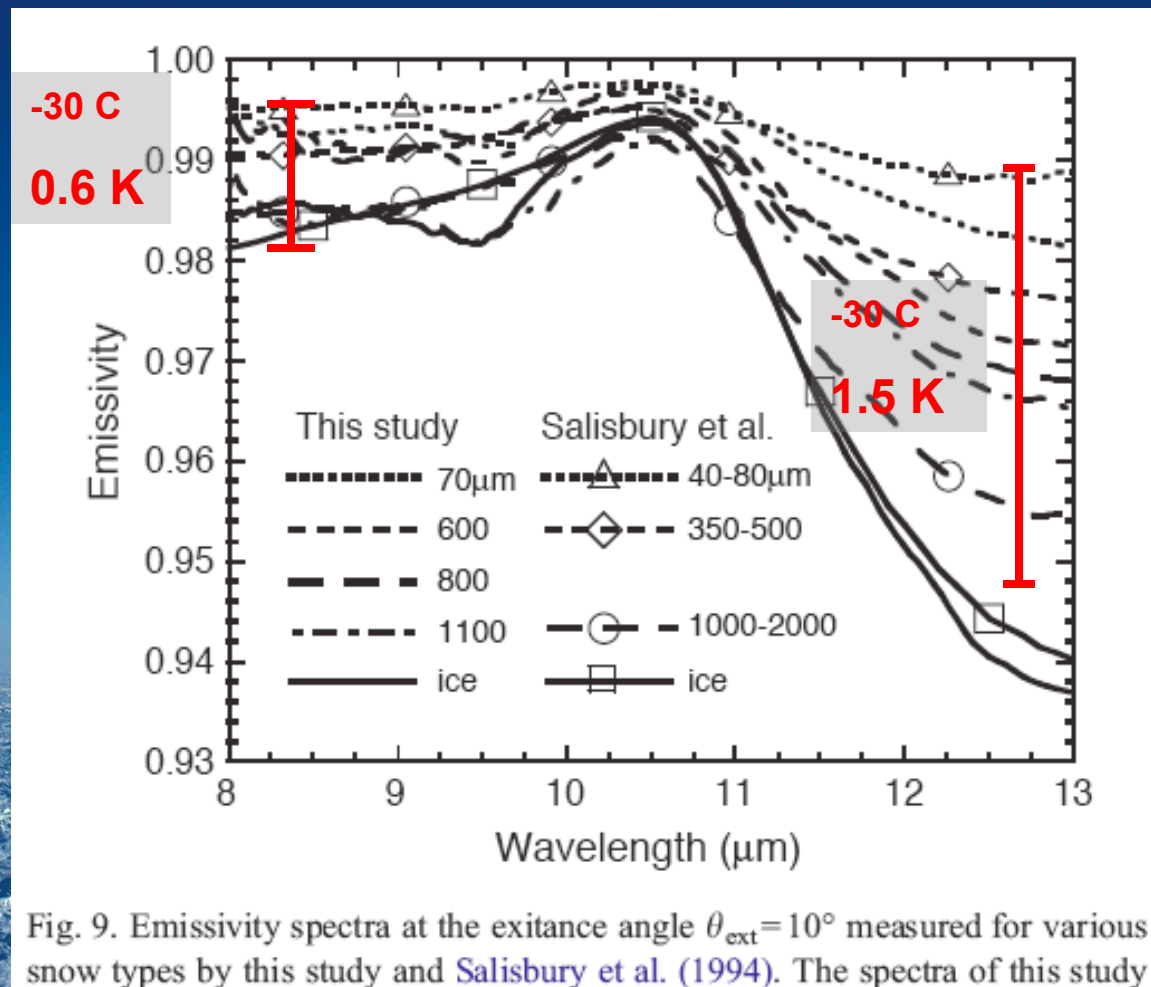 1.00
-30 C
0.6 K
0.99
0.98
0.97
0.96
0.95
0.94
0.93
Emissivity
-30 C
1.5 K
This study Salisbury et al.
70μm 40-80μm
600 350-500
800
1100 1000-2000
ice ice
8 9 10 11 12 13
Wavelength (μm)
Fig. 9. Emissivity spectra at the exitance angle θext=10° measured for various
snow types by this study and Salisbury et al. (1994). The spectra of this study